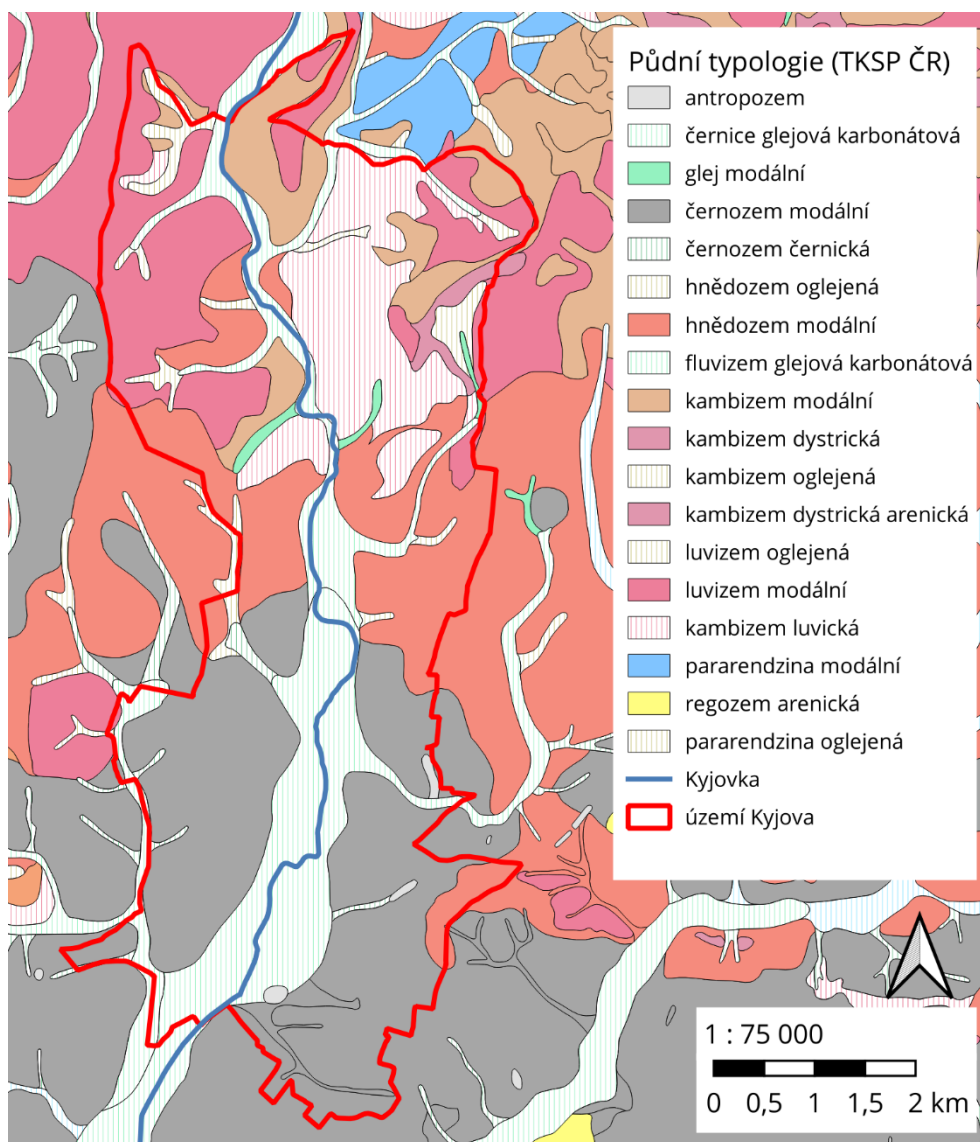 Půdní typologie (TKSP ČR)
antropozem
černice glejová karbonátová
glej modální
černozem modální
černozem černická
hnědozem oglejená
hnědozem modální
fluvizem glejová karbonátová
kambizem modální
kambizem dystrická
kambizem oglejená
kambizem dystrická arenická
luvizem oglejená
luvizem modální
kambizem luvická
pararendzina modální
regozem arenická
pararendzina oglejená
Kyjovka
území Kyjova
1 : 75 000
0 0,5 1 1,5 2 km